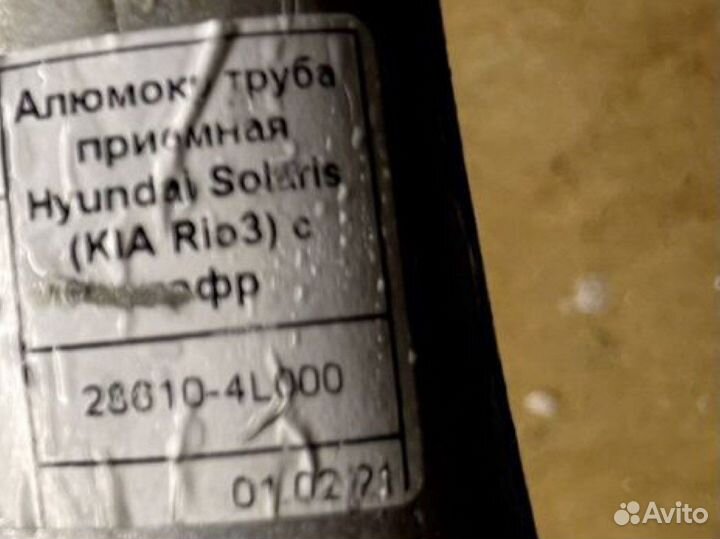 Алюмок. труба
приемная
Hyundai Solaris
(KIA Rio3) с
28610-4L000
01.02.21
Avito